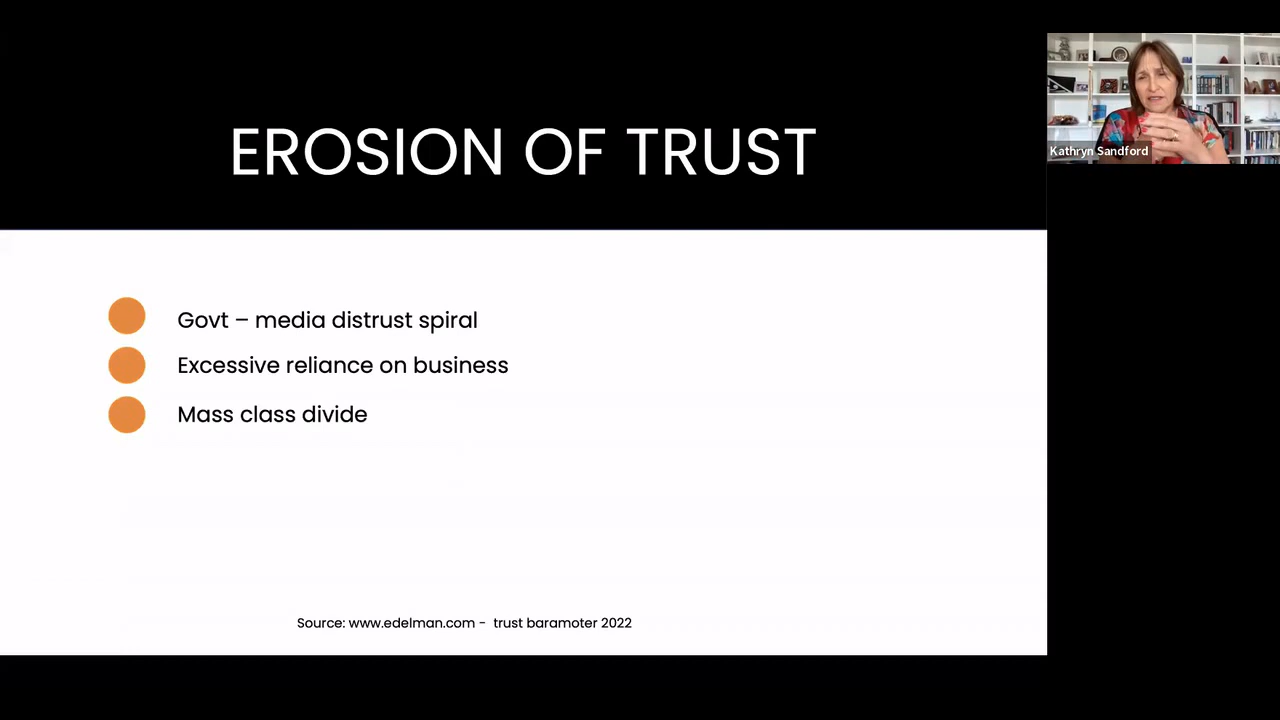 EROSION OF TRUST
Kathryn Sandford
Govt – media distrust spiral
Excessive reliance on business
Mass class divide
Source: www.edelman.com - trust baramoter 2022